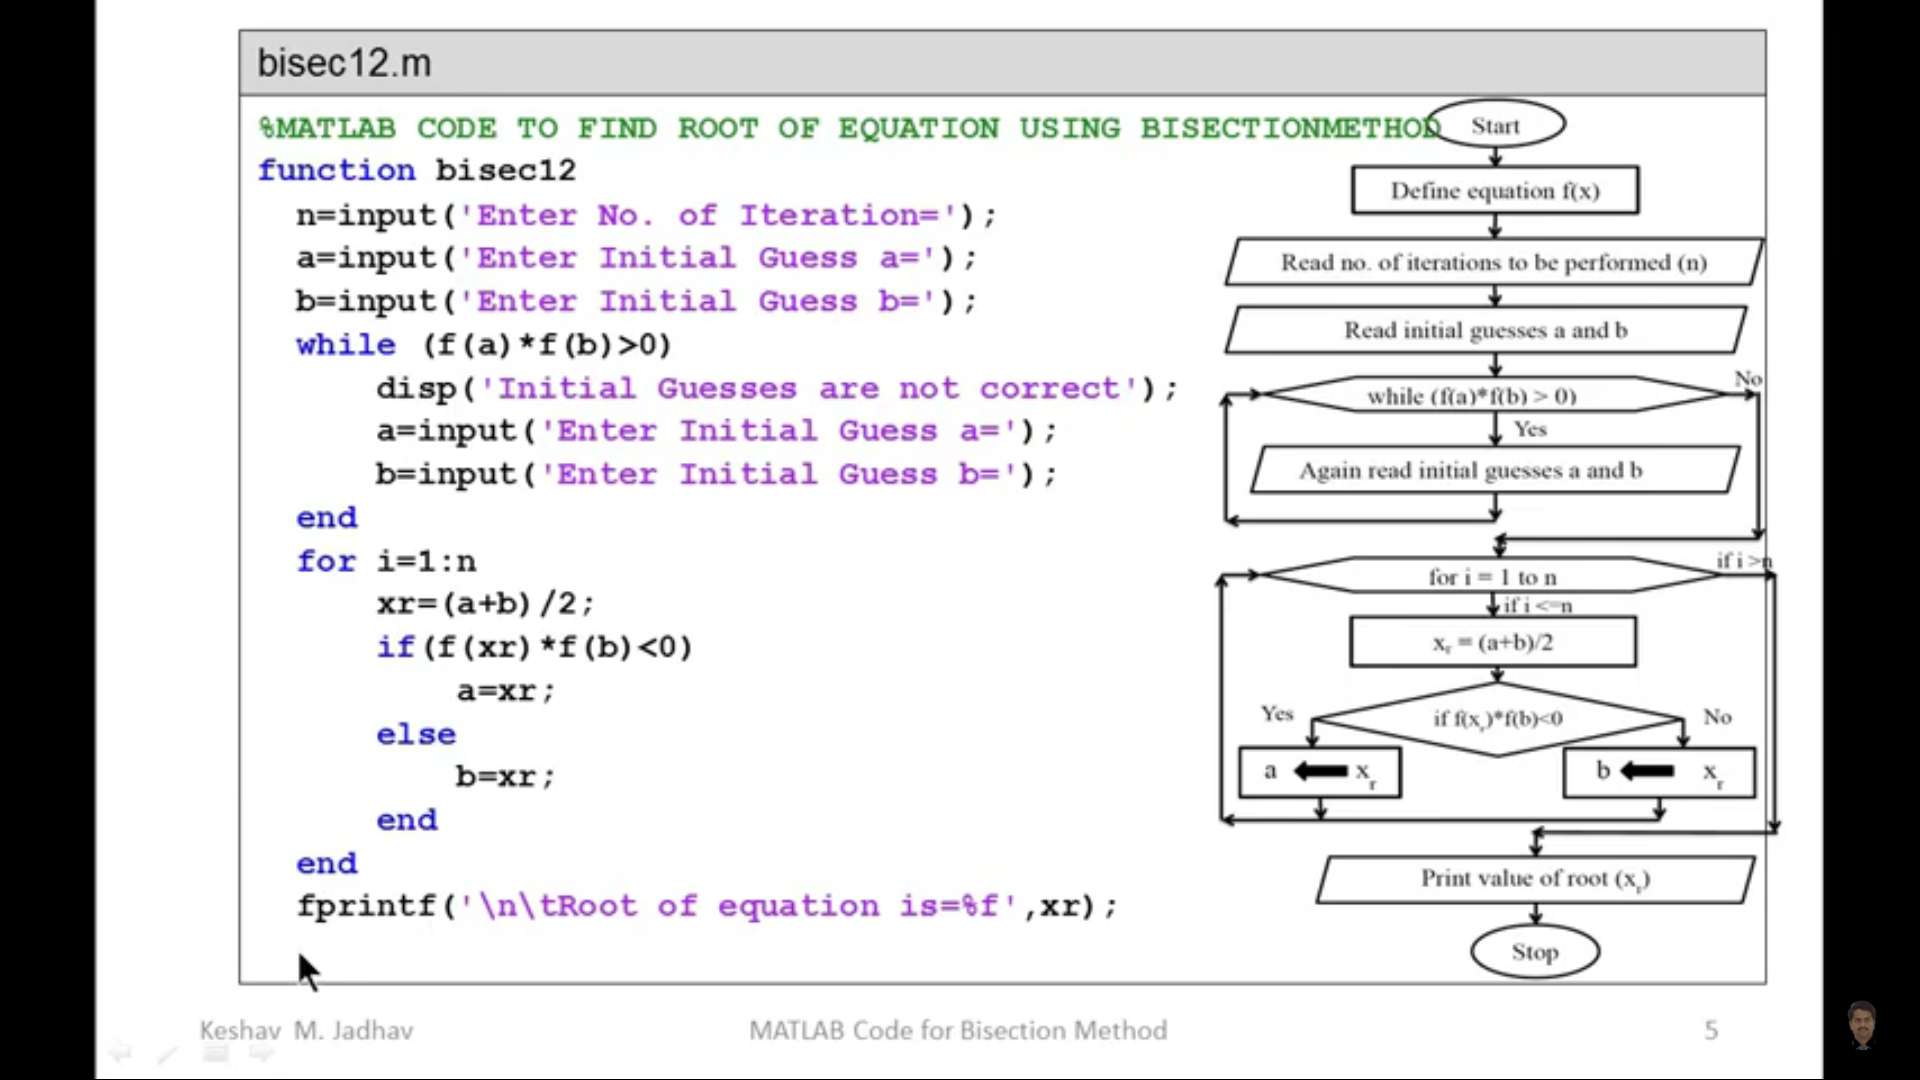 bisec12.m
%MATLAB CODE TO FIND ROOT OF EQUATION USING BISECTIONMETHOD
function bisec12
n=input('Enter No. of Iteration=');
a=input('Enter Initial Guess a=');
b=input('Enter Initial Guess b=');
while (f(a)*f(b)>0)
disp('Initial Guesses are not correct');
a=input('Enter Initial Guess a=');
b=input('Enter Initial Guess b=');
end
for i=1:n
xr=(a+b)/2;
if(f(xr)*f(b)<0)
a=xr;
else
b=xr;
end
end
fprintf('\n\tRoot of equation is=%f',xr);
Start
Define equation f(x)
Read no. of iterations to be performed (n)
Read initial guesses a and b
while (f(a)*f(b) > 0)
No
Yes
Again read initial guesses a and b
for i = 1 to n
if i >n
if i <=n
xr = (a+b)/2
if f(xr)*f(b)<0
Yes
No
a xr
b xr
Print value of root (xr)
Stop
Keshav M. Jadhav
MATLAB Code for Bisection Method
5